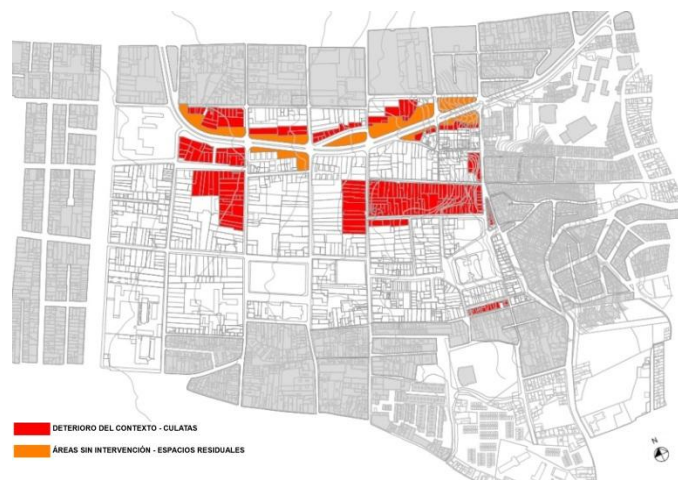 DETERIORO DEL CONTEXTO - CULATAS
ÁREAS SIN INTERVENCIÓN - ESPACIOS RESIDUALES
N